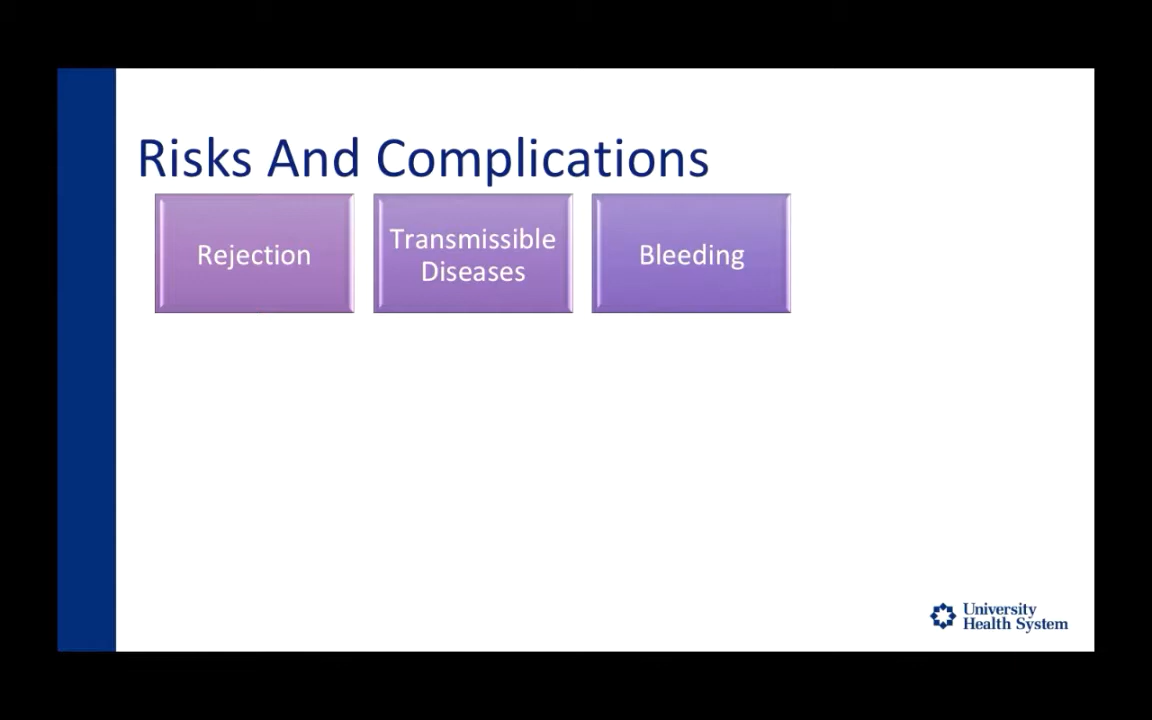 Risks And Complications
Rejection
Transmissible
Diseases
Bleeding
University
Health System